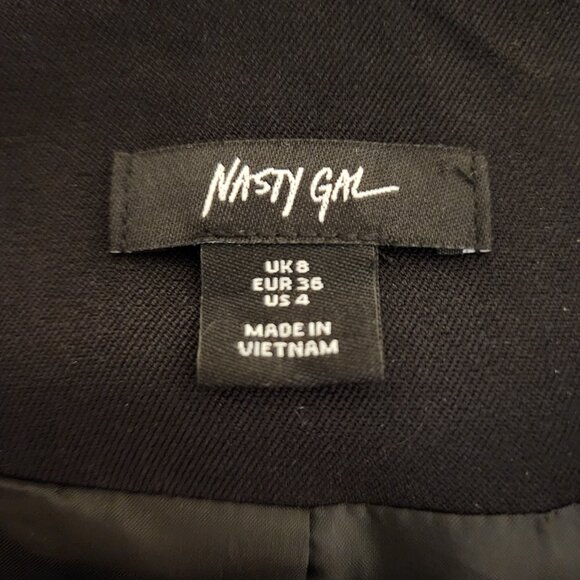 NASTY GAL
UK 8
EUR 36
US 4
MADE IN
VIETNAM